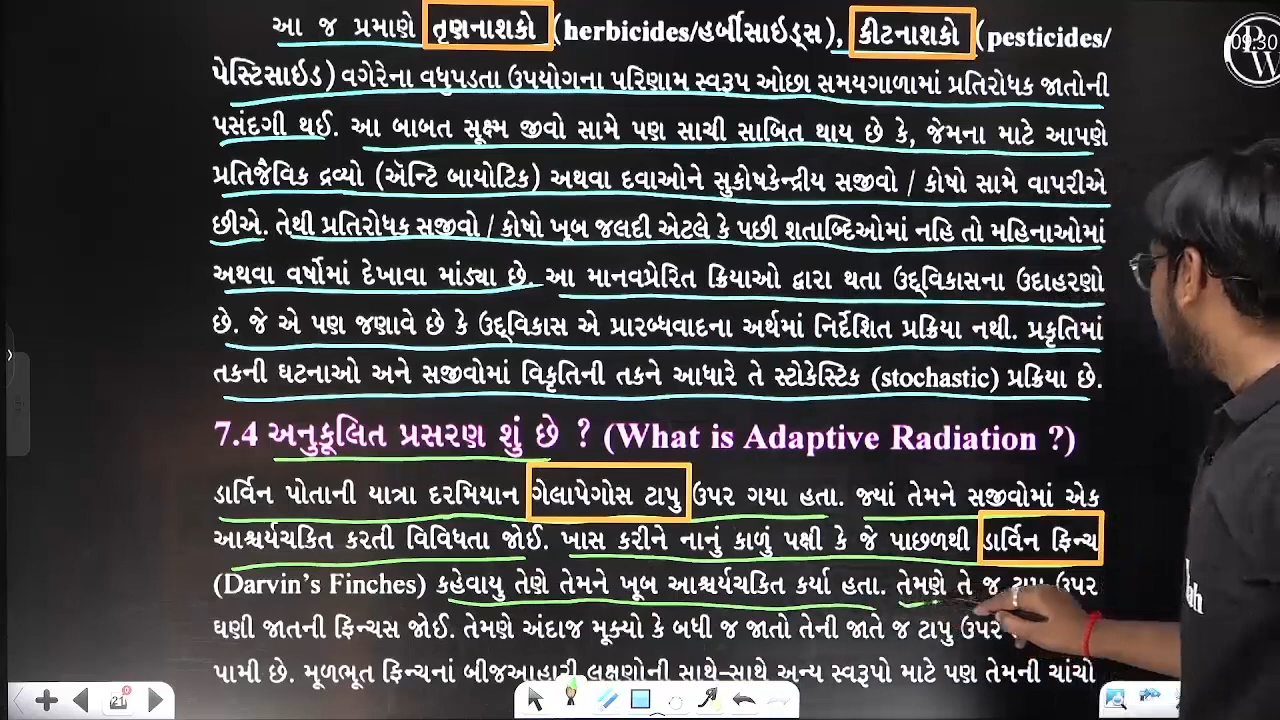 આ જ પ્રમાણે તૃણનાશકો (herbicides/હર્બીસાઇડ્સ), કીટનાશકો (pesticides/
પેસ્ટિસાઇડ) વગેરેના વધુપડતા ઉપયોગના પરિણામ સ્વરૂપ ઓછા સમયગાળામાં પ્રતિરોધક જાતોની
પસંદગી થઈ. આ બાબત સૂક્ષ્મ જીવો સામે પણ સાચી સાબિત થાય છે કે, જેમના માટે આપણે
પ્રતિજૈવિક દ્રવ્યો (ઍન્ટિ બાયોટિક) અથવા દવાઓને સુકોષકેન્દ્રીય સજીવો / કોષો સામે વાપરીએ
છીએ. તેથી પ્રતિરોધક સજીવો / કોષો ખૂબ જલદી એટલે કે પછી શતાબ્દિઓમાં નહિ તો મહિનાઓમાં
અથવા વર્ષોમાં દેખાવા માંડ્યા છે. આ માનવપ્રેરિત ક્રિયાઓ દ્વારા થતા ઉદ્‌વિકાસના ઉદાહરણો
છે. જે એ પણ જણાવે છે કે ઉદ્‌વિકાસ એ પ્રારબ્ધવાદના અર્થમાં નિર્દેશિત પ્રક્રિયા નથી. પ્રકૃતિમાં
તકની ઘટનાઓ અને સજીવોમાં વિકૃતિની તકને આધારે તે સ્ટોકેસ્ટિક (stochastic) પ્રક્રિયા છે.
7.4 અનુકૂલિત પ્રસરણ શું છે ? (What is Adaptive Radiation ?)
ડાર્વિન પોતાની યાત્રા દરમિયાન ગેલાપેગોસ ટાપુ ઉપર ગયા હતા. જ્યાં તેમને સજીવોમાં એક
આશ્ચર્યચકિત કરતી વિવિધતા જોઈ. ખાસ કરીને નાનું કાળું પક્ષી કે જે પાછળથી ડાર્વિન ફિન્ચ
(Darvin's Finches) કહેવાયુ તેણે તેમને ખૂબ આશ્ચર્યચકિત કર્યા હતા. તેમણે તે જ ટાપુ ઉપર
ઘણી જાતની ફિન્ચસ જોઈ. તેમણે અંદાજ મૂક્યો કે બધી જ જાતો તેની જાતે જ ટાપુ ઉપર
પામી છે. મૂળભૂત ફિન્ચનાં બીજઆહારી લક્ષણોની સાથે-સાથે અન્ય સ્વરૂપો માટે પણ તેમની ચાંચો
09:30
21